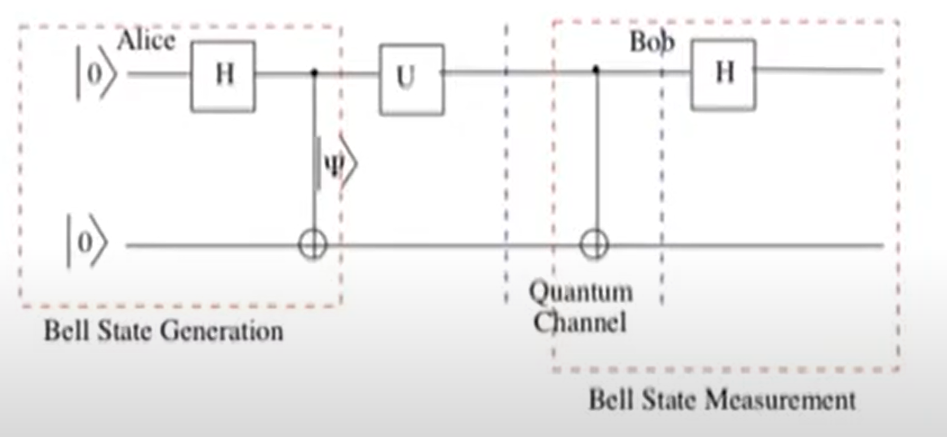 Alice
Bob
|0⟩
H
U
H
|ψ⟩
|0⟩
Quantum
Channel
Bell State Generation
Bell State Measurement